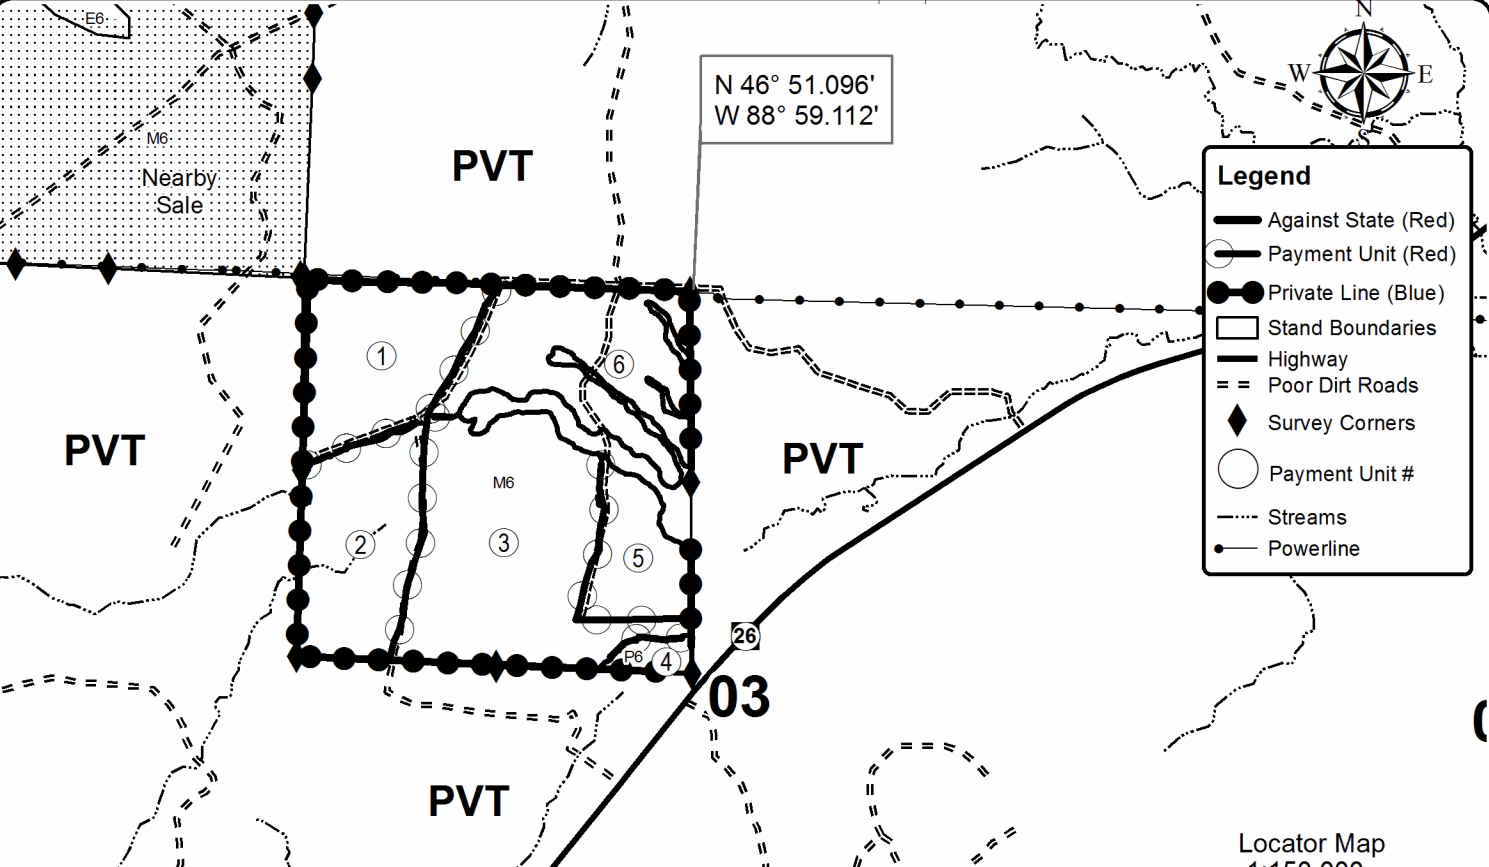 E6
N
W
E
S
N 46° 51.096'
W 88° 59.112'
M6
Nearby
Sale
PVT
Legend
Against State (Red)
Payment Unit (Red)
Private Line (Blue)
Stand Boundaries
Highway
Poor Dirt Roads
Survey Corners
Payment Unit #
Streams
Powerline
1
6
PVT
PVT
M6
2
3
5
26
P6
4
03
PVT
Locator Map